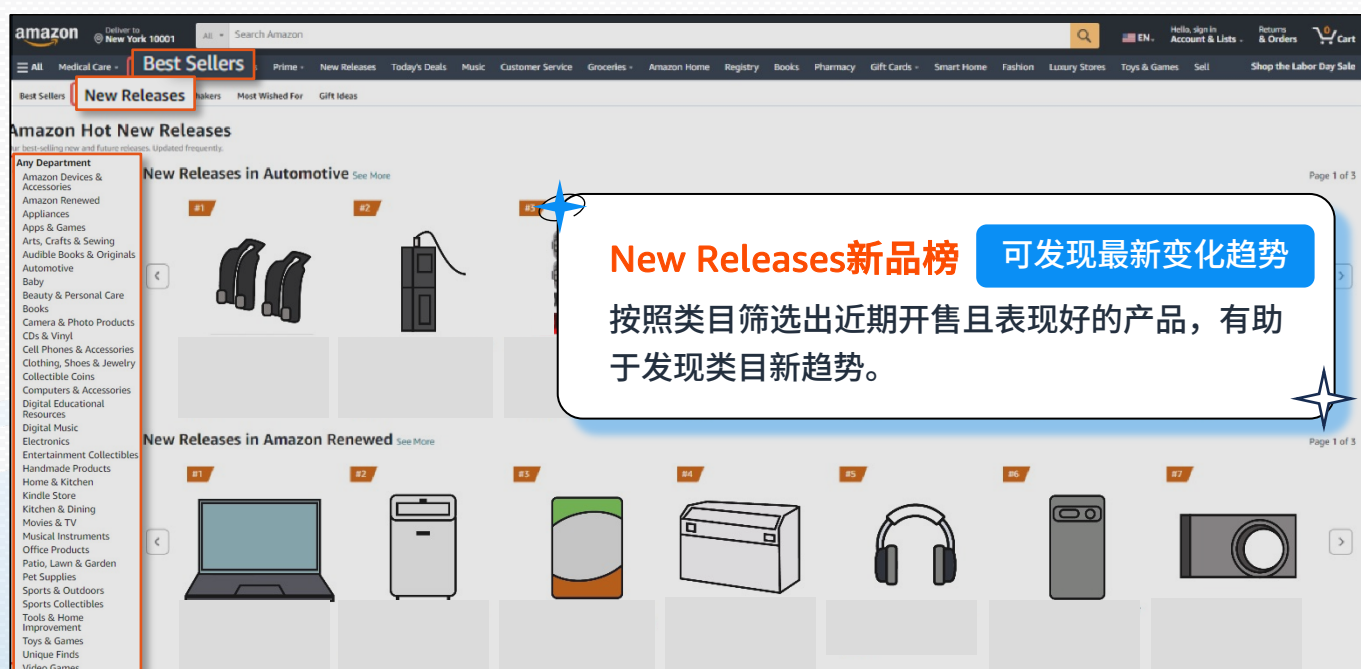 amazon
Deliver to
New York 10001
All
Search Amazon
EN
Hello, sign in
Account & Lists
Returns
& Orders
0
Cart
All
Medical Care
Best Sellers
Prime
New Releases
Today's Deals
Music
Customer Service
Groceries
Amazon Home
Registry
Books
Pharmacy
Gift Cards
Smart Home
Fashion
Luxury Stores
Toys & Games
Sell
Shop the Labor Day Sale
Best Sellers
New Releases
Most Wished For
Gift Ideas
Amazon Hot New Releases
our best-selling new and future releases. Updated frequently.
Any Department
Amazon Devices &
Accessories
Amazon Renewed
Appliances
Apps & Games
Arts, Crafts & Sewing
Audible Books & Originals
Automotive
Baby
Beauty & Personal Care
Books
Camera & Photo Products
CDs & Vinyl
Cell Phones & Accessories
Clothing, Shoes & Jewelry
Collectible Coins
Computers & Accessories
Digital Educational
Resources
Digital Music
Electronics
Entertainment Collectibles
Handmade Products
Home & Kitchen
Kindle Store
Kitchen & Dining
Movies & TV
Musical Instruments
Office Products
Patio, Lawn & Garden
Pet Supplies
Sports & Outdoors
Sports Collectibles
Tools & Home
Improvement
Toys & Games
Unique Finds
Video Games
New Releases in Automotive See More
Page 1 of 3
#1
#2
#3
New Releases新品榜
可发现最新变化趋势
按照类目筛选出近期开售且表现好的产品，有助
于发现类目新趋势。
New Releases in Amazon Renewed See More
Page 1 of 3
#1
#2
#3
#4
#5
#6
#7